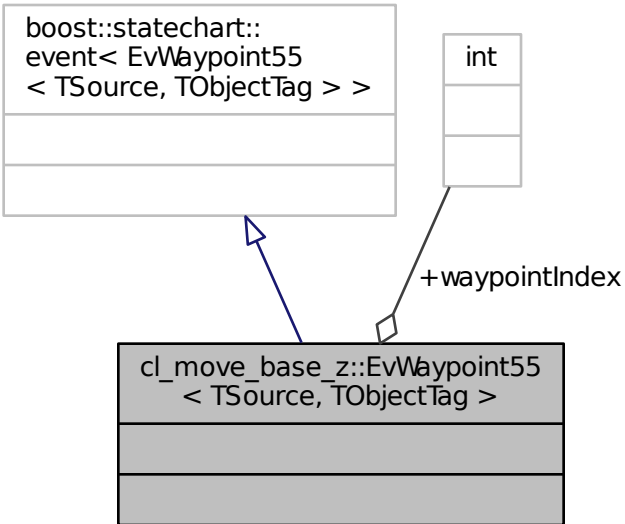 boost::statechart::
event< EvWaypoint55
< TSource, TObjectTag > >
int
+waypointIndex
cl_move_base_z::EvWaypoint55
< TSource, TObjectTag >